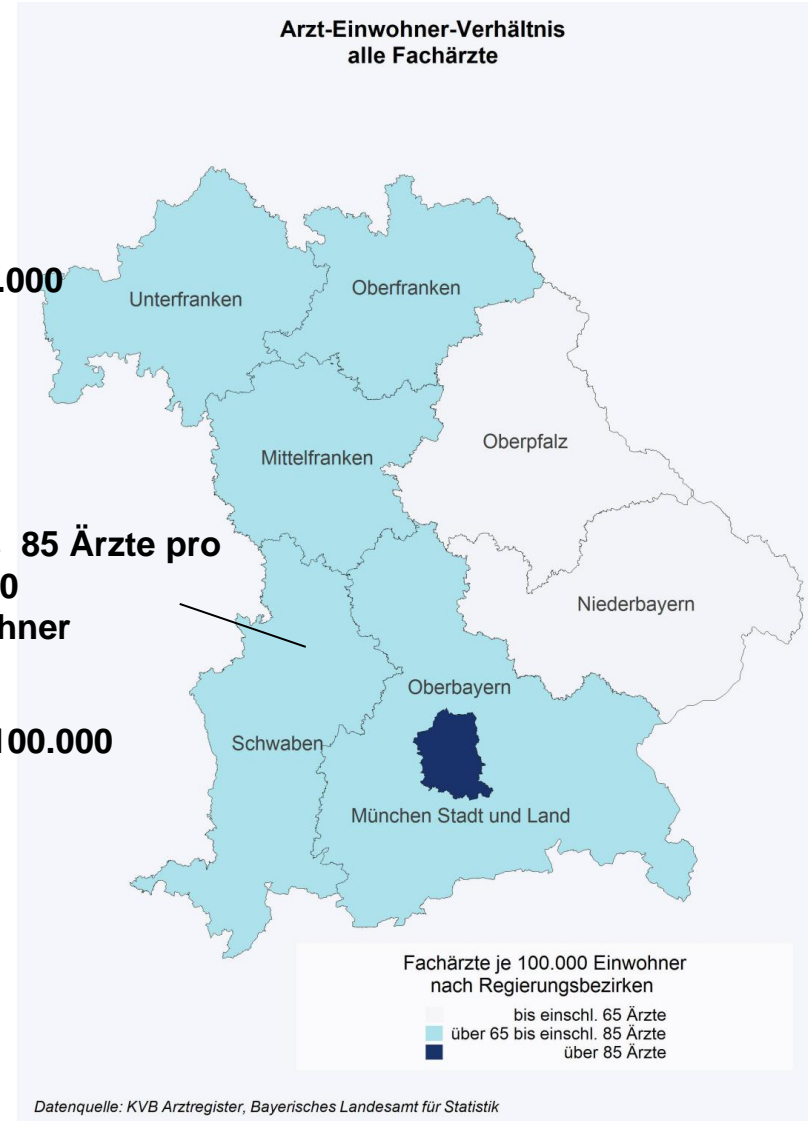 Arzt-Einwohner-Verhältnis
alle Fachärzte
.000
Unterfranken
Oberfranken
Oberpfalz
Mittelfranken
85 Ärzte pro
0
hner
Niederbayern
Oberbayern
100.000
Schwaben
München Stadt und Land
Fachärzte je 100.000 Einwohner
nach Regierungsbezirken
bis einschl. 65 Ärzte
über 65 bis einschl. 85 Ärzte
über 85 Ärzte
Datenquelle: KVB Arztregister, Bayerisches Landesamt für Statistik